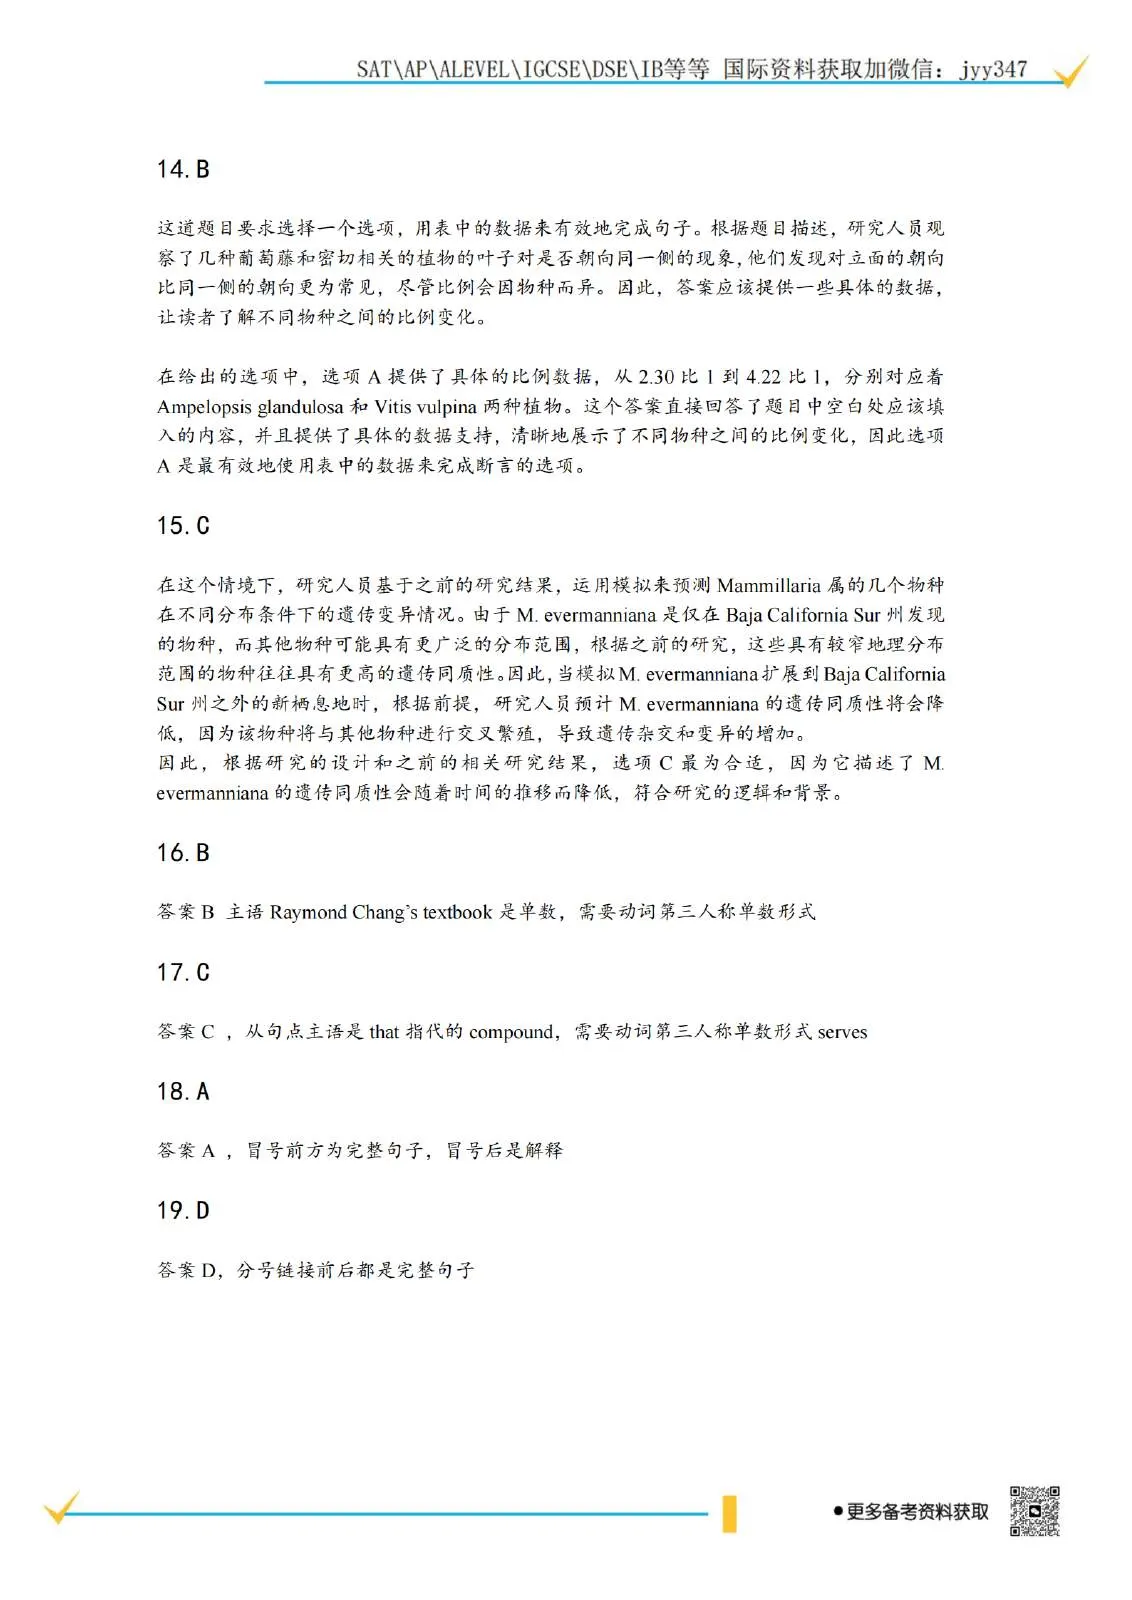 SAT\AP\ALEVEL\IGCSE\DSE\IB等等 国际资料获取加微信：jyy347
14.B
这道题目要求选择一个选项，用表中的数据来有效地完成句子。根据题目描述，研究人员观
察了几种葡萄藤和密切相关的植物的叶子对是否朝向同一侧的现象，他们发现对立面的朝向
比同一侧的朝向更为常见，尽管比例会因物种而异。因此，答案应该提供一些具体的数据，
让读者了解不同物种之间的比例变化。
在给出的选项中，选项 A 提供了具体的比例数据，从 2.30 比 1 到 4.22 比 1，分别对应着
Ampelopsis glandulosa 和 Vitis vulpina 两种植物。这个答案直接回答了题目中空白处应该填
入的内容，并且提供了具体的数据支持，清晰地展示了不同物种之间的比例变化，因此选项
A 是最有效地使用表中的数据来完成断言的选项。
15.C
在这个情境下，研究人员基于之前的研究结果，运用模拟来预测 Mammillaria 属的几个物种
在不同分布条件下的遗传变异情况。由于 M. evermanniana 是仅在 Baja California Sur 州发现
的物种，而其他物种可能具有更广泛的分布范围，根据之前的研究，这些具有较窄地理分布
范围的物种往往具有更高的遗传同质性。因此，当模拟 M. evermanniana 扩展到 Baja California
Sur 州之外的新栖息地时，根据前提，研究人员预计 M. evermanniana 的遗传同质性将会降
低，因为该物种将与其他物种进行交叉繁殖，导致遗传杂交和变异的增加。
因此，根据研究的设计和之前的相关研究结果，选项 C 最为合适，因为它描述了 M.
evermanniana 的遗传同质性会随着时间的推移而降低，符合研究的逻辑和背景。
16.B
答案 B 主语 Raymond Chang’s textbook 是单数，需要动词第三人称单数形式
17.C
答案 C ，从句点主语是 that 指代的 compound，需要动词第三人称单数形式 serves
18.A
答案 A ，冒号前方为完整句子，冒号后是解释
19.D
答案 D，分号链接前后都是完整句子
●更多备考资料获取